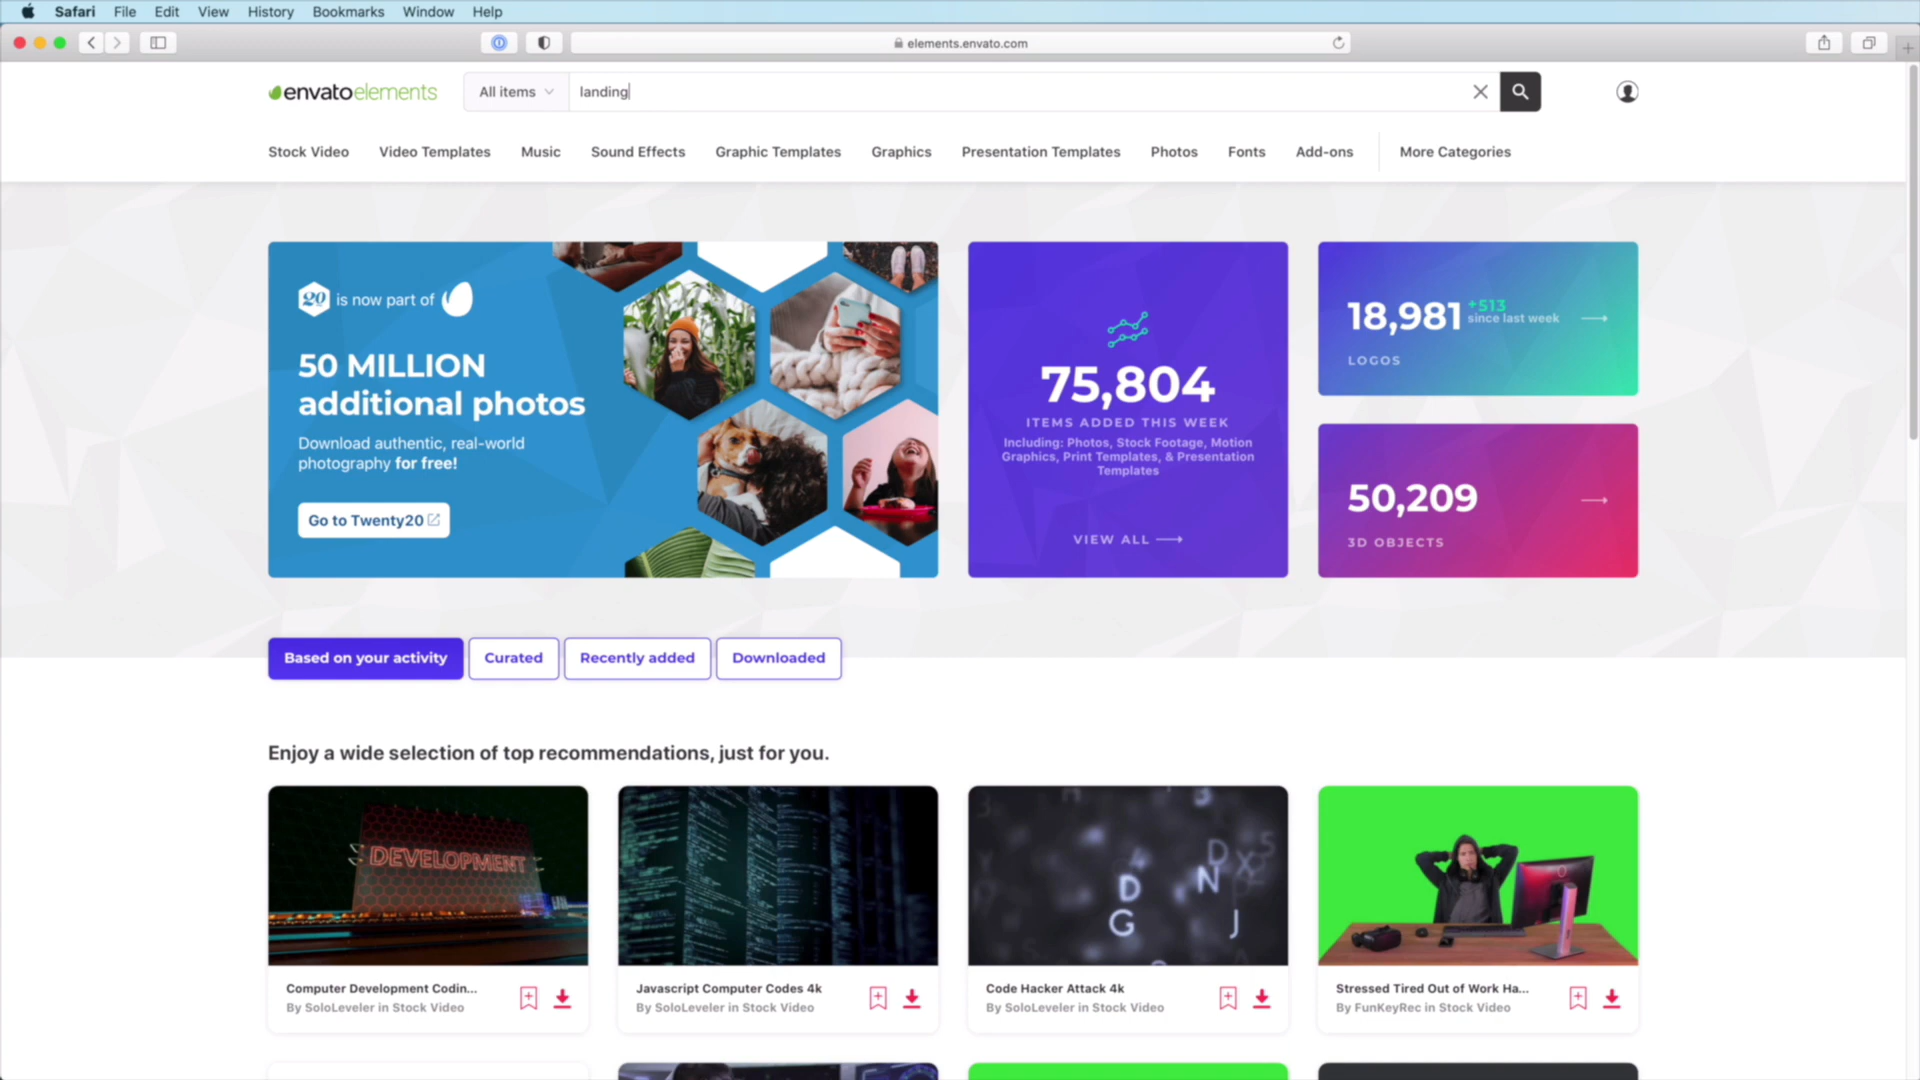 Safari File Edit View History Bookmarks Window Help
elements.envato.com
envatoelements All items landing
Stock Video Video Templates Music Sound Effects Graphic Templates Graphics Presentation Templates Photos Fonts Add-ons More Categories
20 is now part of
50 MILLION
additional photos
Download authentic, real-world
photography for free!
Go to Twenty20
75,804
ITEMS ADDED THIS WEEK
Including: Photos, Stock Footage, Motion
Graphics, Print Templates, & Presentation
Templates
VIEW ALL
18,981 +513
since last week
LOGOS
50,209
3D OBJECTS
Based on your activity Curated Recently added Downloaded
Enjoy a wide selection of top recommendations, just for you.
DEVELOPMENT
D
N
G
J
D
X
5
Computer Development Codin...
By SoloLeveler in Stock Video
Javascript Computer Codes 4k
By SoloLeveler in Stock Video
Code Hacker Attack 4k
By SoloLeveler in Stock Video
Stressed Tired Out of Work Ha...
By FunKeyRec in Stock Video